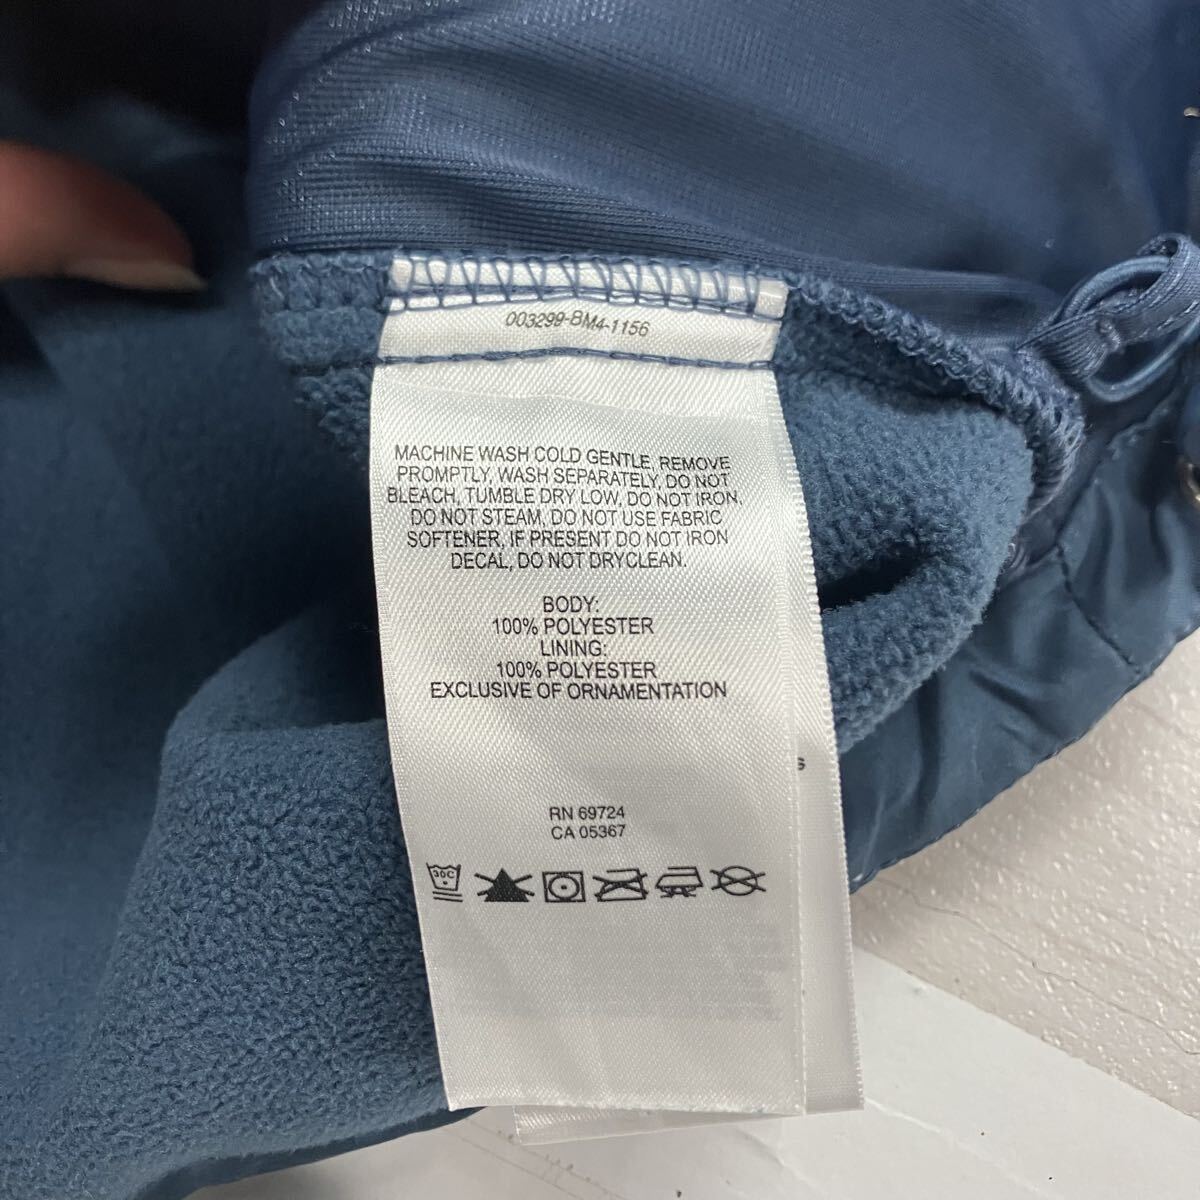 003299-BM4-1156
MACHINE WASH COLD GENTLE, REMOVE
PROMPTLY, WASH SEPARATELY, DO NOT
BLEACH, TUMBLE DRY LOW, DO NOT IRON,
DO NOT STEAM, DO NOT USE FABRIC
SOFTENER, IF PRESENT DO NOT IRON
DECAL, DO NOT DRYCLEAN.
BODY:
100% POLYESTER
LINING:
100% POLYESTER
EXCLUSIVE OF ORNAMENTATION
s
RN 69724
CA 05367
30C